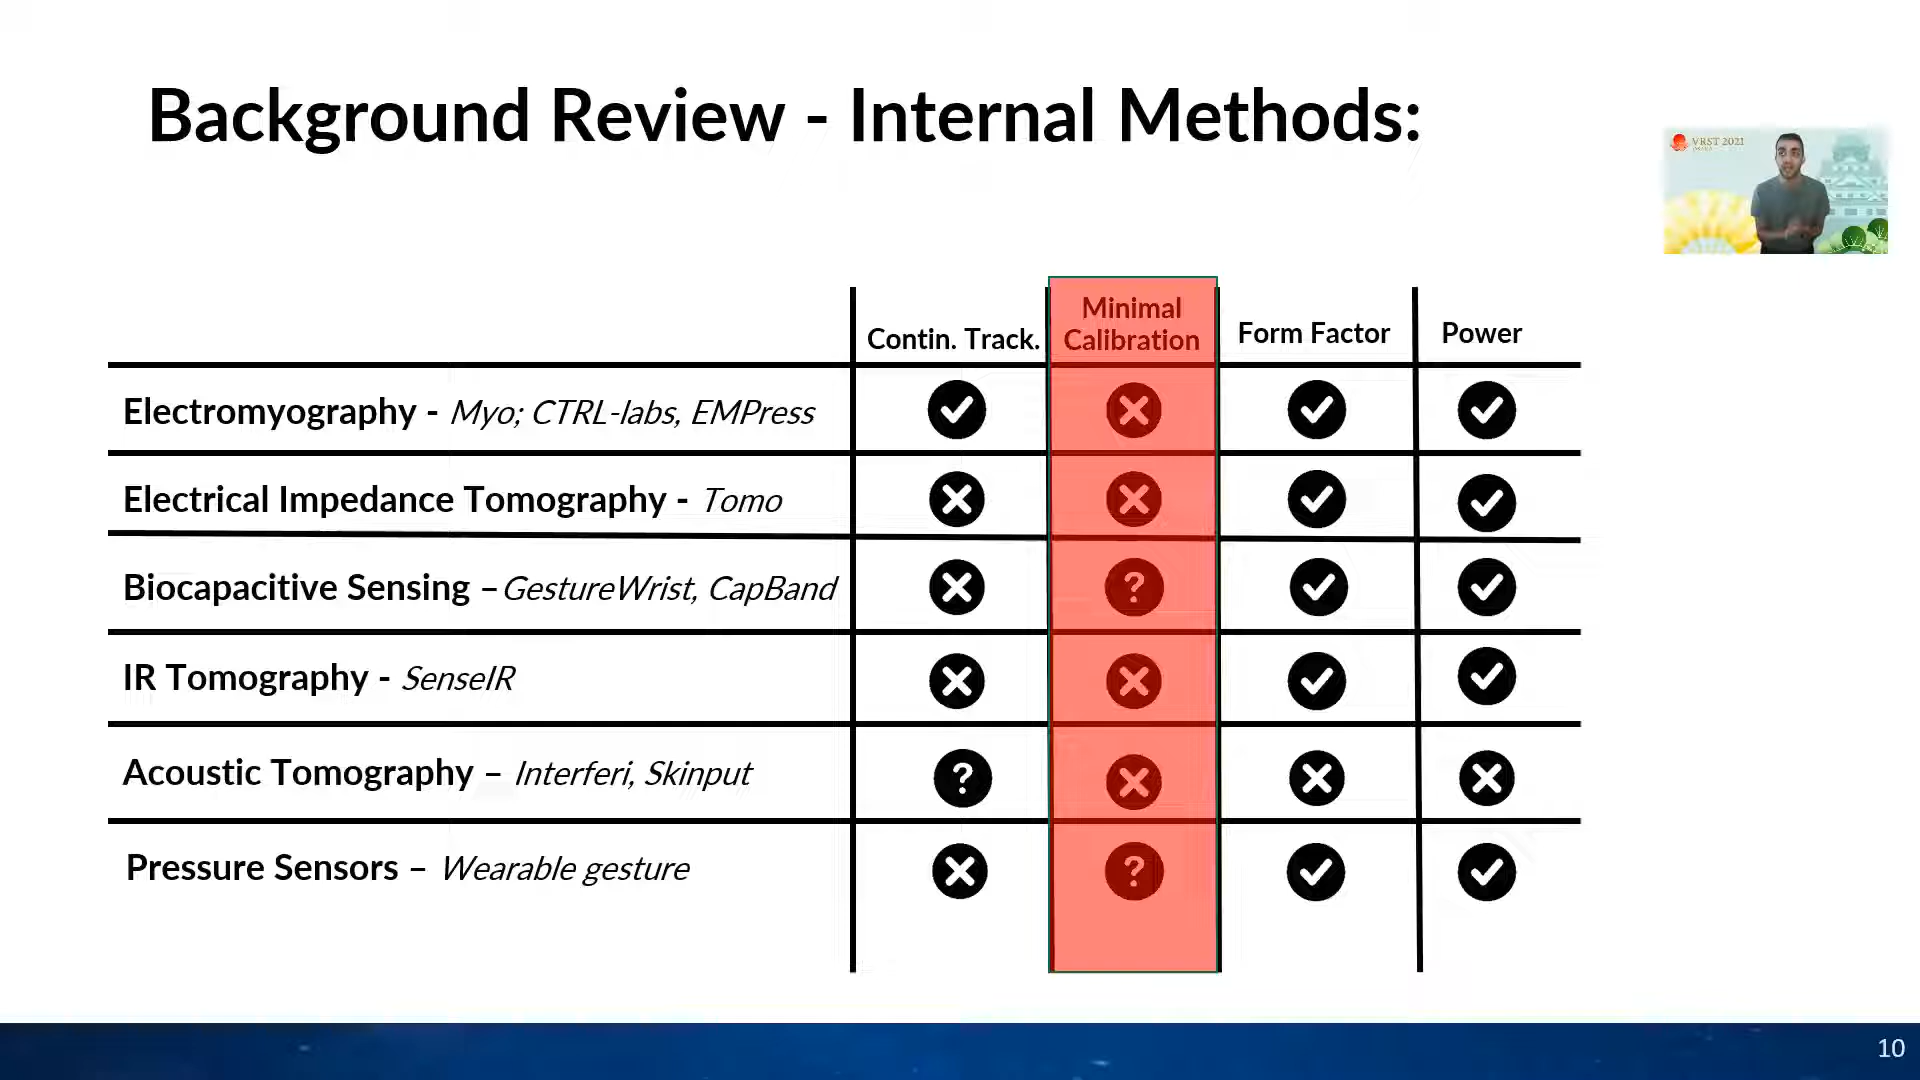 Background Review - Internal Methods:
VRST 2021
Contin. Track.
Minimal
Calibration
Form Factor
Power
Electromyography - Myo; CTRL-labs, EMPress
Electrical Impedance Tomography - Tomo
Biocapacitive Sensing – GestureWrist, CapBand
?
IR Tomography - SenseIR
Acoustic Tomography – Interferi, Skinput
?
Pressure Sensors – Wearable gesture
?
10